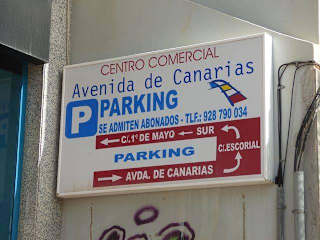 CENTRO COMERCIAL
Avenida de Canarias
P PARKING
SE ADMITEN ABONADOS - TLF.: 928 790 034
C/. 1º DE MAYO SUR
PARKING
C/. ESCORIAL
AVDA. DE CANARIAS